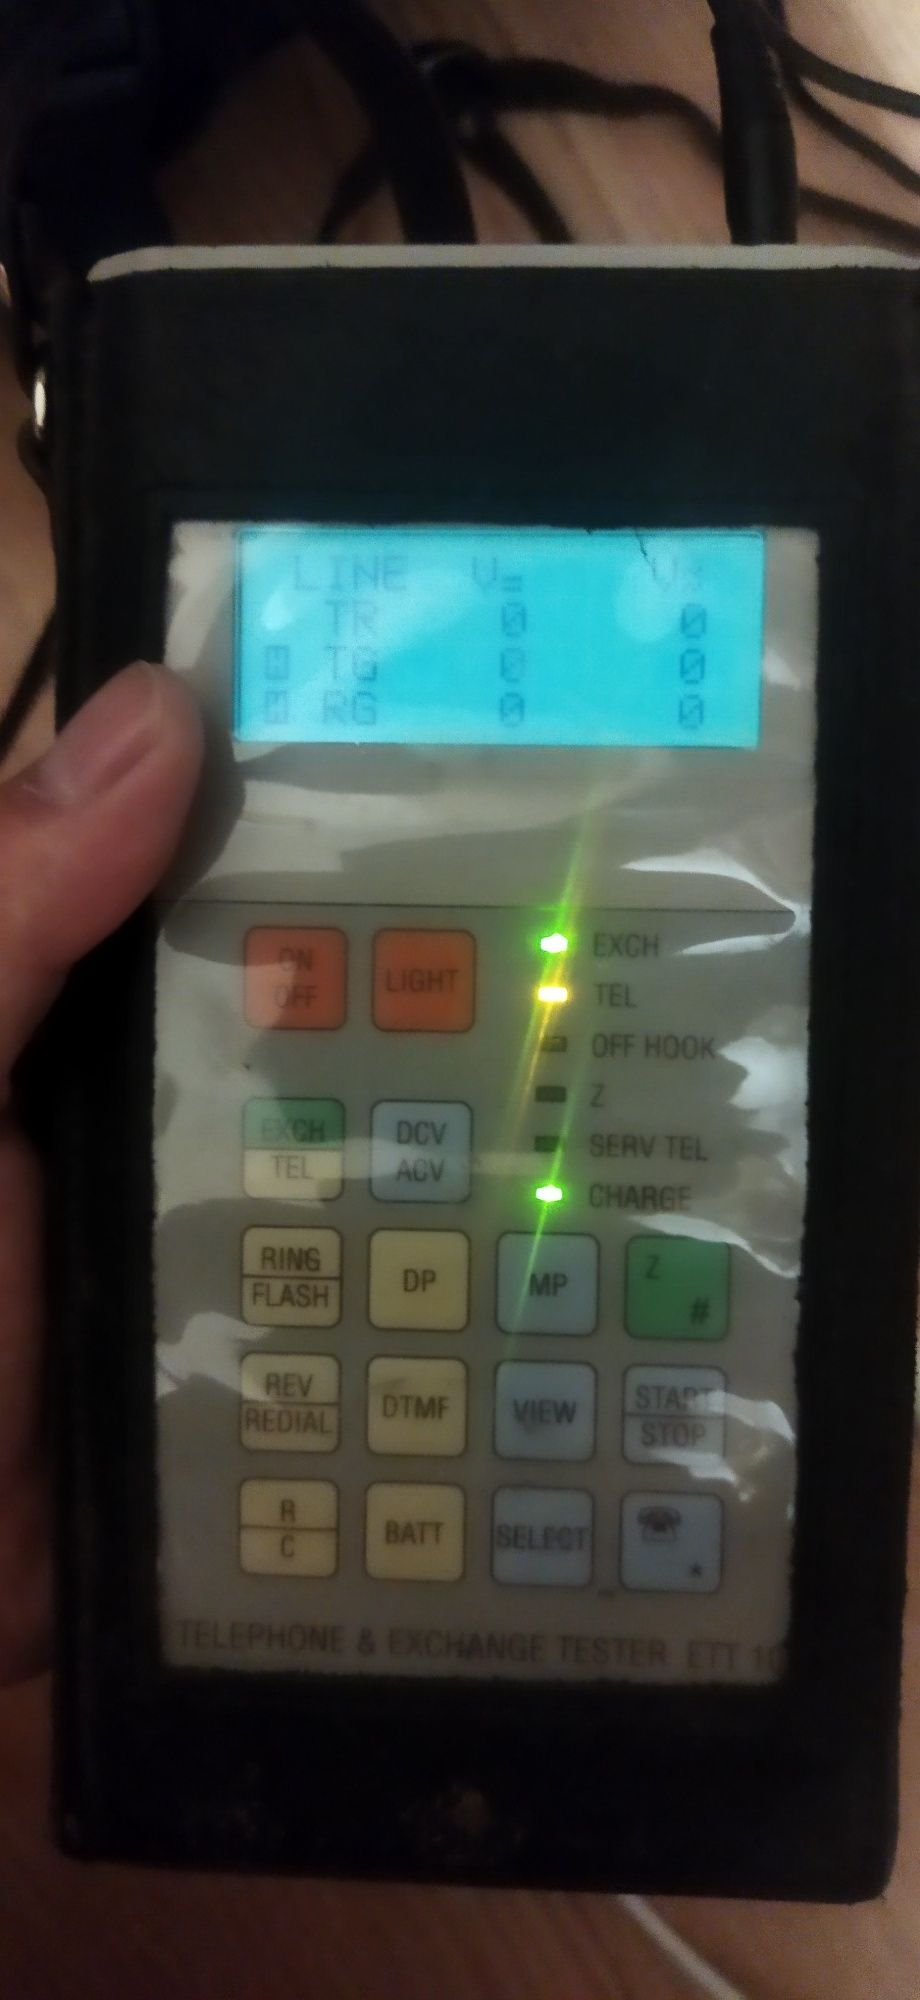 LINE V= V~
TR 0 0
TG 0 0
RG 0 0
EXCH
ON
OFF
LIGHT
TEL
OFF HOOK
Z
SERV TEL
CHARGE
EXCH
TEL
DCV
ACV
RING
FLASH
DP
MP
Z
#
REV
REDIAL
DTMF
VIEW
START
STOP
R
C
BATT
SELECT
*
TELEPHONE & EXCHANGE TESTER ETT 10